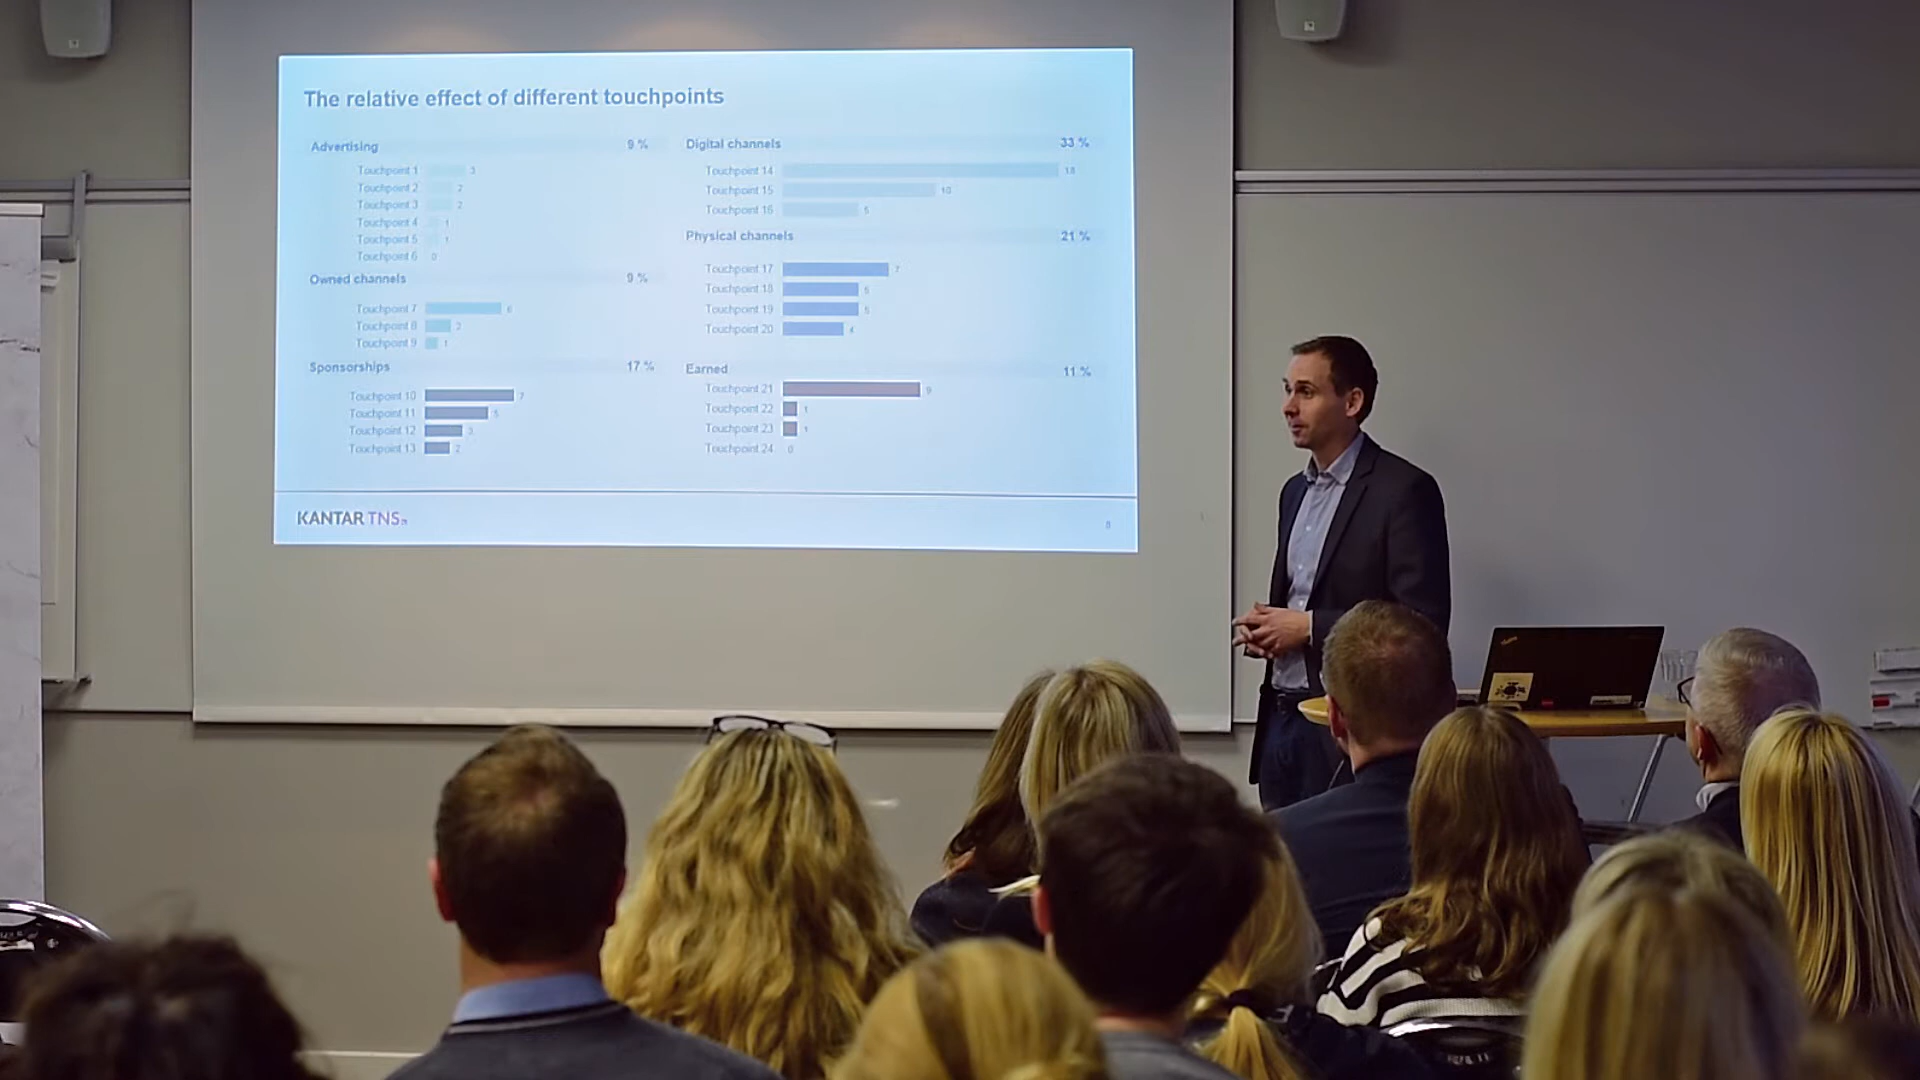 The relative effect of different touchpoints
Advertising 9 %
Touchpoint 1 3
Touchpoint 2 2
Touchpoint 3 2
Touchpoint 4 1
Touchpoint 5 1
Touchpoint 6 0
Owned channels 9 %
Touchpoint 7 6
Touchpoint 8 2
Touchpoint 9 1
Sponsorships 17 %
Touchpoint 10 7
Touchpoint 11 5
Touchpoint 12 3
Touchpoint 13 2
Digital channels 33 %
Touchpoint 14 18
Touchpoint 15 10
Touchpoint 16 5
Physical channels 21 %
Touchpoint 17 7
Touchpoint 18 5
Touchpoint 19 5
Touchpoint 20 4
Earned 11 %
Touchpoint 21 9
Touchpoint 22 1
Touchpoint 23 1
Touchpoint 24 0
KANTAR TNS
8